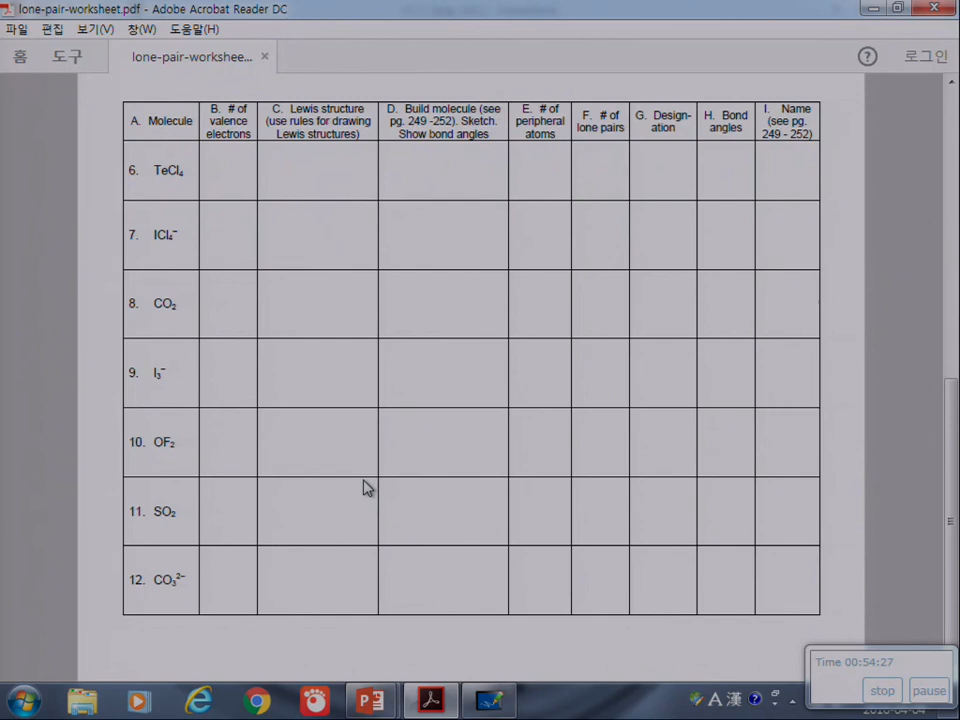 lone-pair-worksheet.pdf - Adobe Acrobat Reader DC
파일 편집 보기(V) 창(W) 도움말(H)
홈 도구 lone-pair-workshee... × ? 로그인
A. Molecule
B. # of
valence
electrons
C. Lewis structure
(use rules for drawing
Lewis structures)
D. Build molecule (see
pg. 249 -252). Sketch.
Show bond angles
E. # of
peripheral
atoms
F. # of
lone pairs
G. Design-
ation
H. Bond
angles
I. Name
(see pg.
249 - 252)
6. TeCl₄
7. ICl₄⁻
8. CO₂
9. I₃⁻
10. OF₂
11. SO₂
12. CO₃²⁻
Time 00:54:27
stop pause
A 漢 ?